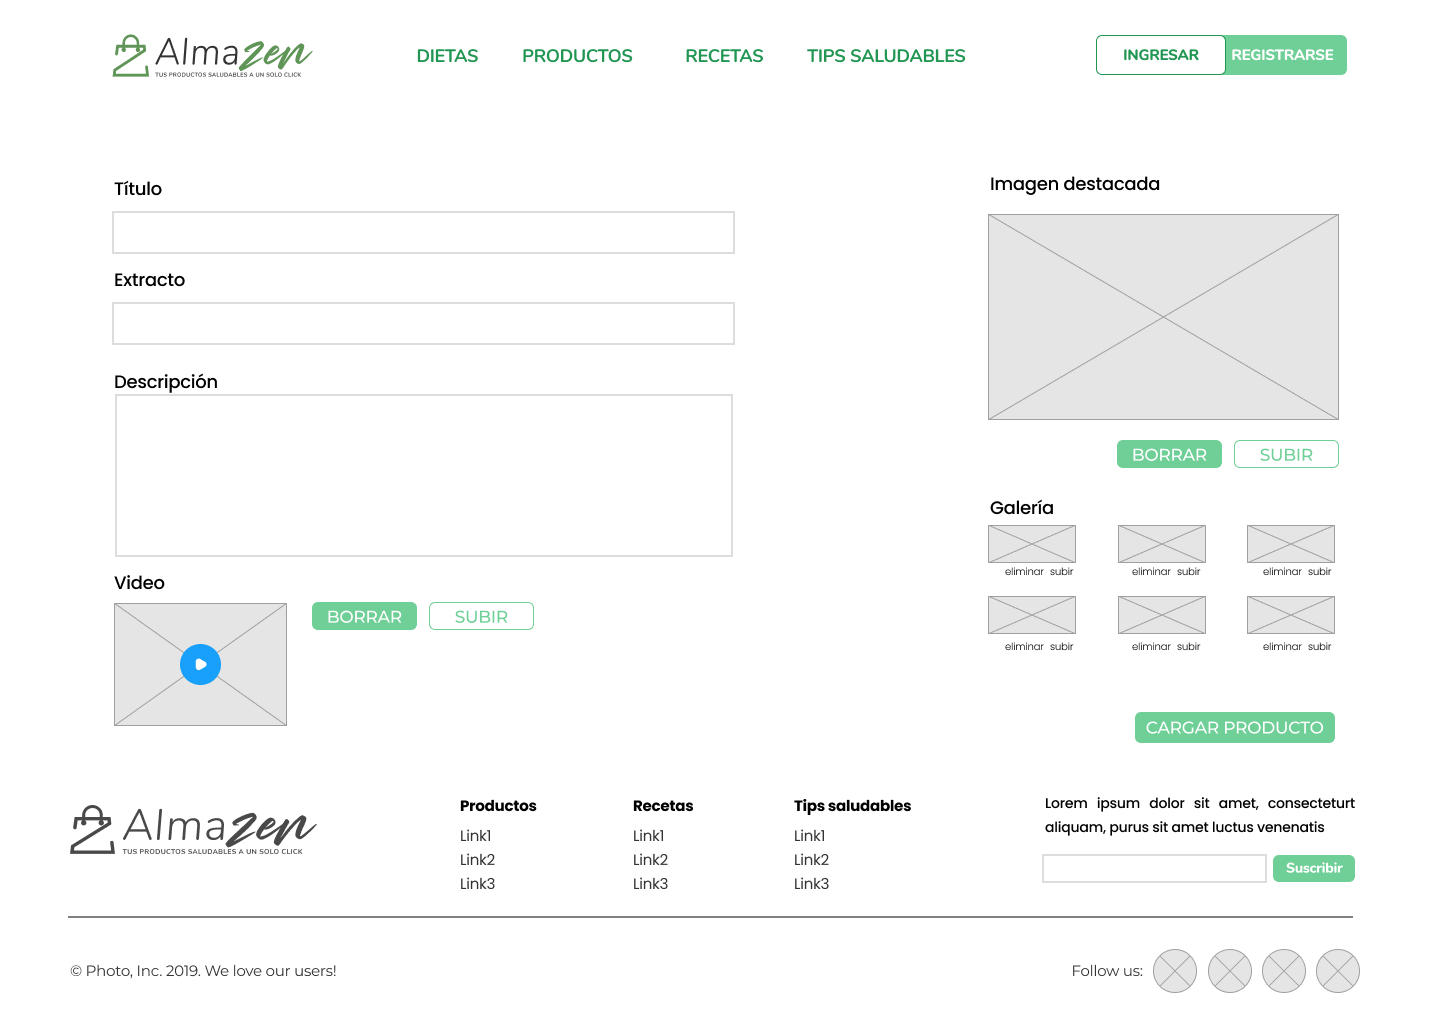 Almazen
TUS PRODUCTOS SALUDABLES A UN SOLO CLICK
DIETAS PRODUCTOS RECETAS TIPS SALUDABLES
INGRESAR REGISTRARSE
Título
Extracto
Descripción
Video
BORRAR SUBIR
Imagen destacada
BORRAR SUBIR
Galería
eliminar subir eliminar subir eliminar subir
eliminar subir eliminar subir eliminar subir
CARGAR PRODUCTO
Almazen
TUS PRODUCTOS SALUDABLES A UN SOLO CLICK
Productos
Link1
Link2
Link3
Recetas
Link1
Link2
Link3
Tips saludables
Link1
Link2
Link3
Lorem ipsum dolor sit amet, consecteturt
aliquam, purus sit amet luctus venenatis
Suscribir
© Photo, Inc. 2019. We love our users!
Follow us: